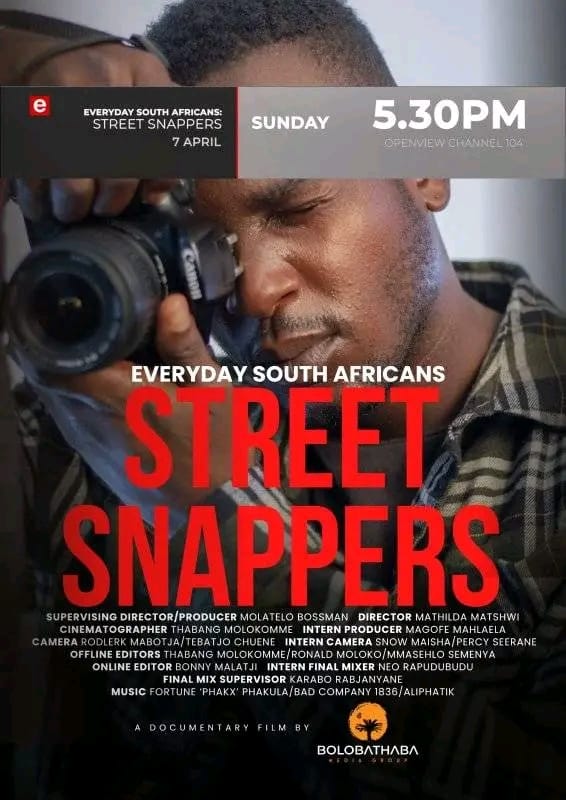 e
EVERYDAY SOUTH AFRICANS:
STREET SNAPPERS
7 APRIL
SUNDAY
5.30PM
OPENVIEW CHANNEL 104
Canon
EVERYDAY SOUTH AFRICANS
STREET
SNAPPERS
SUPERVISING DIRECTOR/PRODUCER MOLATELO BOSSMAN DIRECTOR MATHILDA MATSHWI
CINEMATOGRAPHER THABANG MOLOKOMME INTERN PRODUCER MAGOFE MAHLAELA
CAMERA RODLERK MABOTJA/TEBATJO CHUENE INTERN CAMERA SNOW MAISHA/PERCY SEERANE
OFFLINE EDITORS THABANG MOLOKOMME/RONALD MOLOKO/MMASEHLO SEMENYA
ONLINE EDITOR BONNY MALATJI INTERN FINAL MIXER NEO RAPUDUBUDU
FINAL MIX SUPERVISOR KARABO RABJANYANE
MUSIC FORTUNE 'PHAKX' PHAKULA/BAD COMPANY 1836/ALIPHATIK
A DOCUMENTARY FILM BY
BOLOBATHABA
MEDIA GROUP